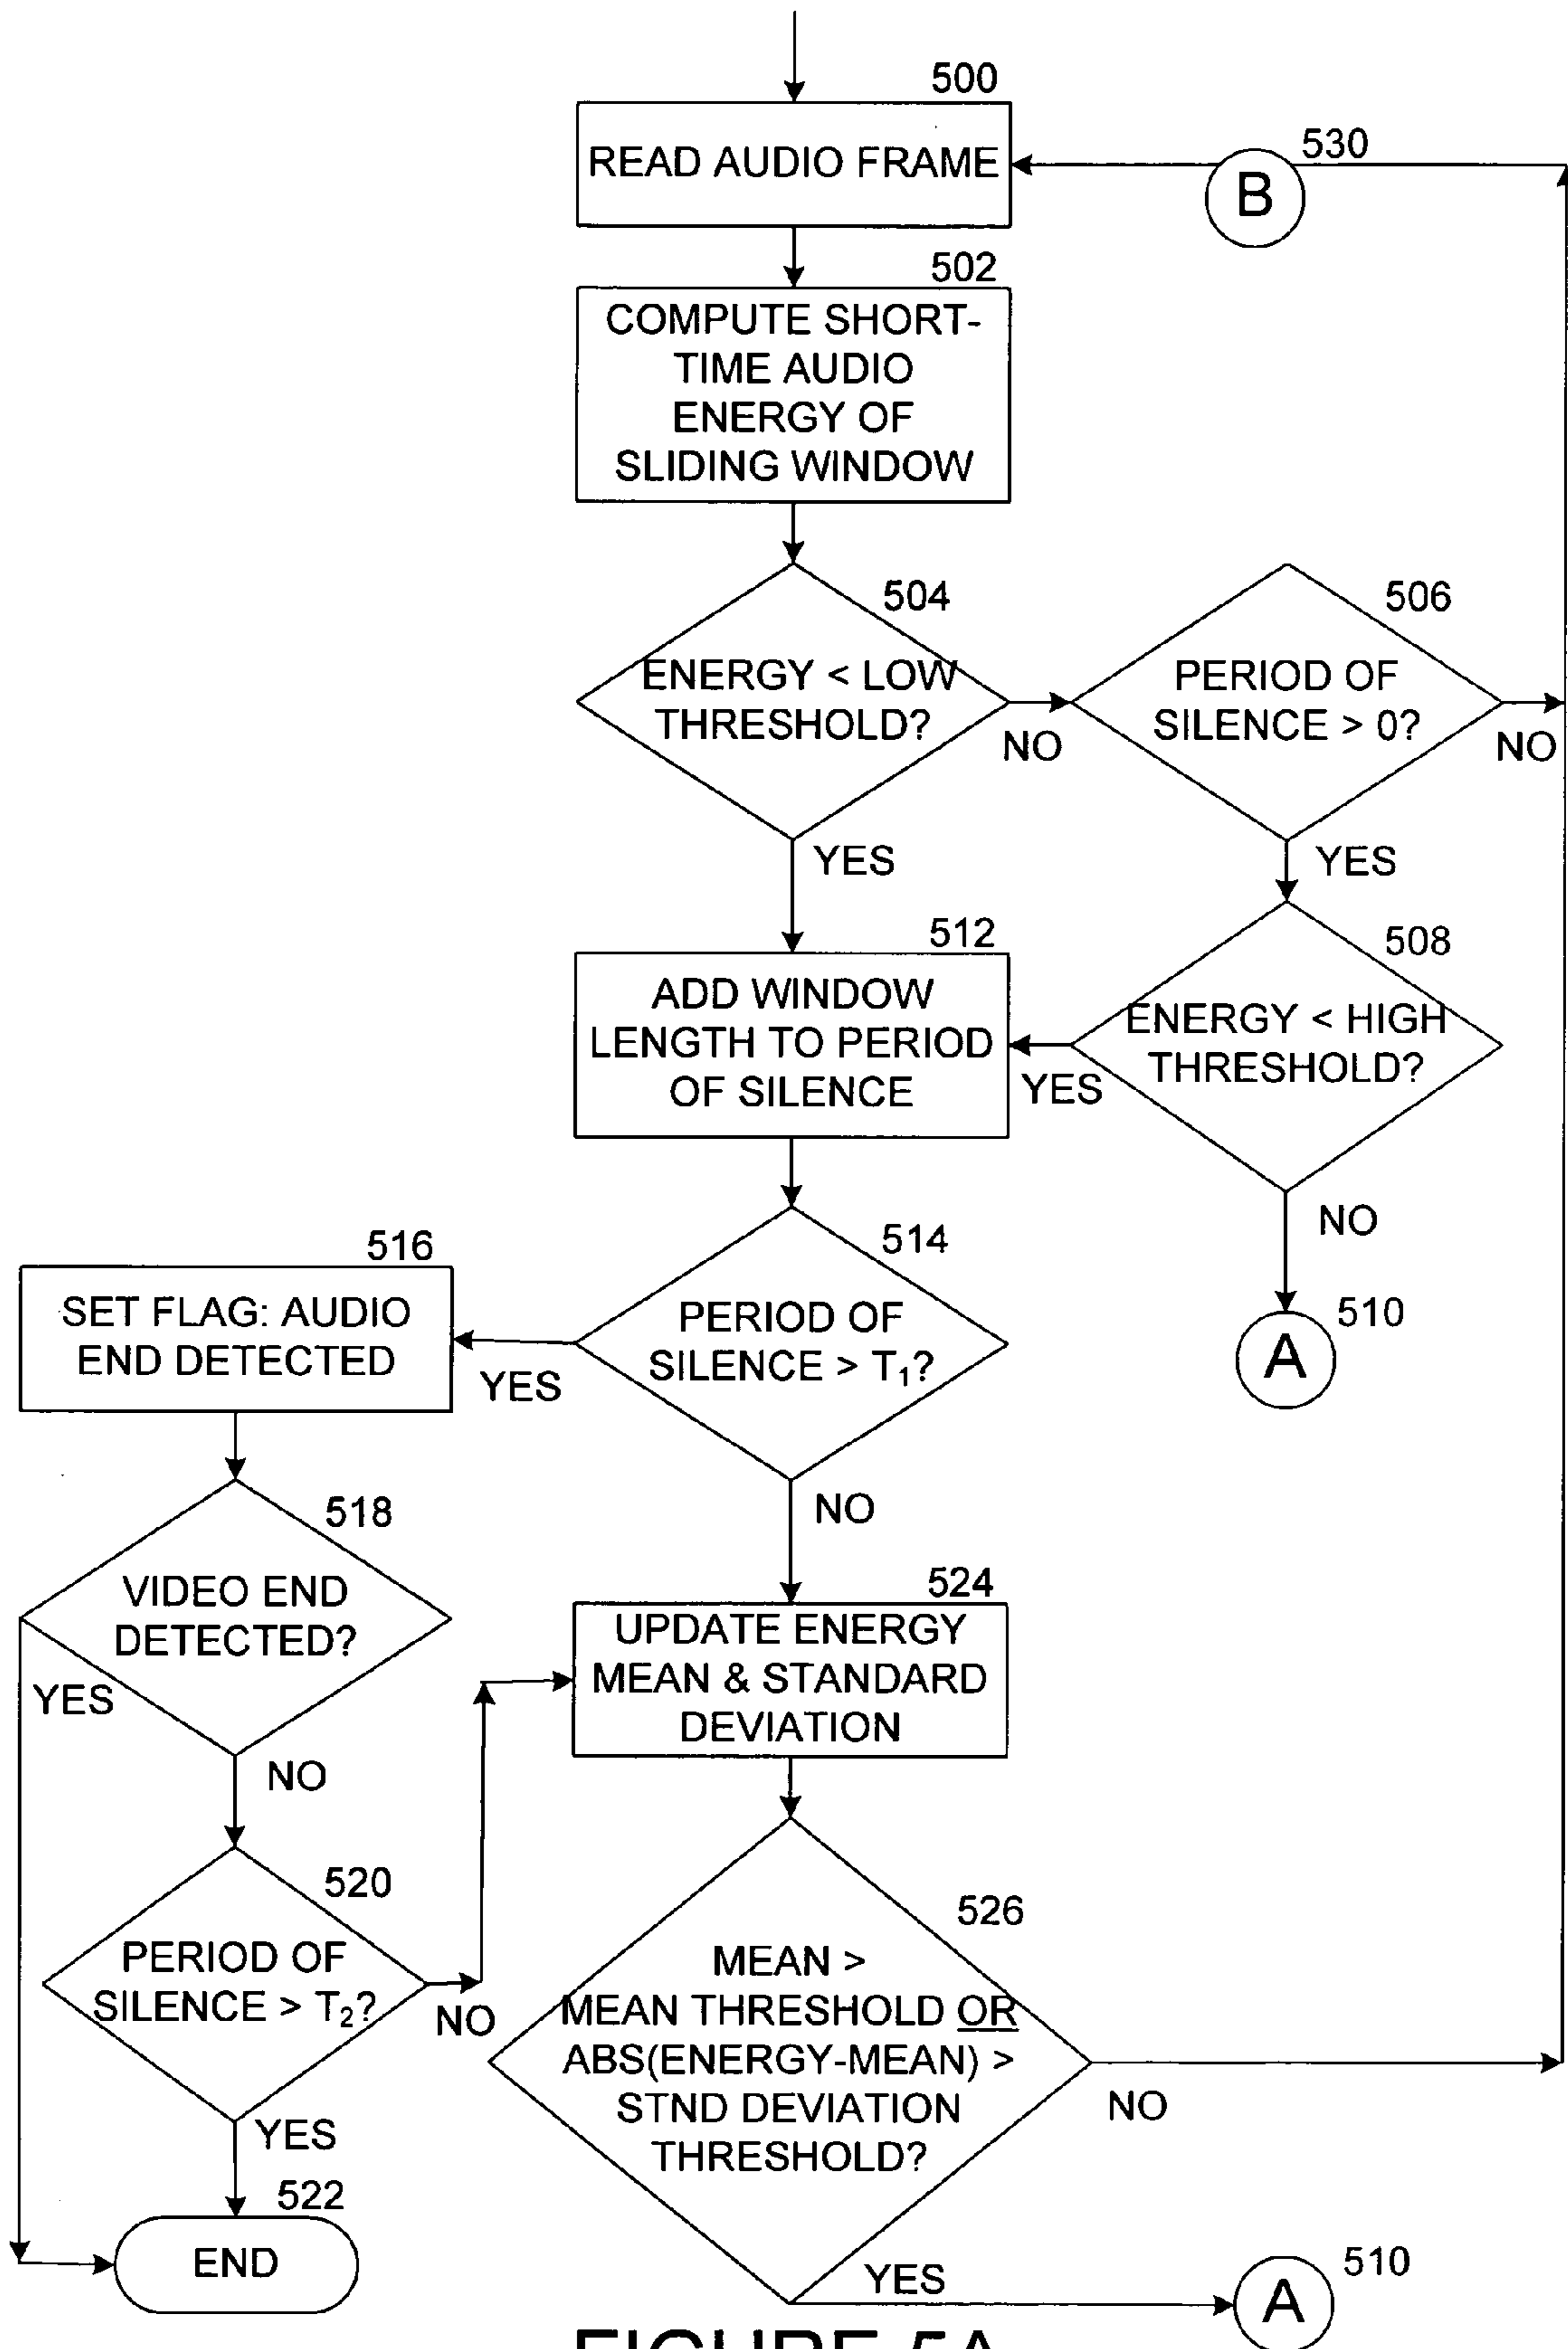 500
READ AUDIO FRAME
530
B
502
COMPUTE SHORT-
TIME AUDIO
ENERGY OF
SLIDING WINDOW
504
ENERGY < LOW
THRESHOLD?
NO
YES
506
PERIOD OF
SILENCE > 0?
NO
YES
508
ENERGY < HIGH
THRESHOLD?
YES
NO
510
A
512
ADD WINDOW
LENGTH TO PERIOD
OF SILENCE
514
PERIOD OF
SILENCE > T₁?
YES
NO
516
SET FLAG: AUDIO
END DETECTED
518
VIDEO END
DETECTED?
YES
NO
520
PERIOD OF
SILENCE > T₂?
NO
YES
522
END
524
UPDATE ENERGY
MEAN & STANDARD
DEVIATION
526
MEAN >
MEAN THRESHOLD OR
ABS(ENERGY-MEAN) >
STND DEVIATION
THRESHOLD?
NO
YES
510
A
FIGURE 5A